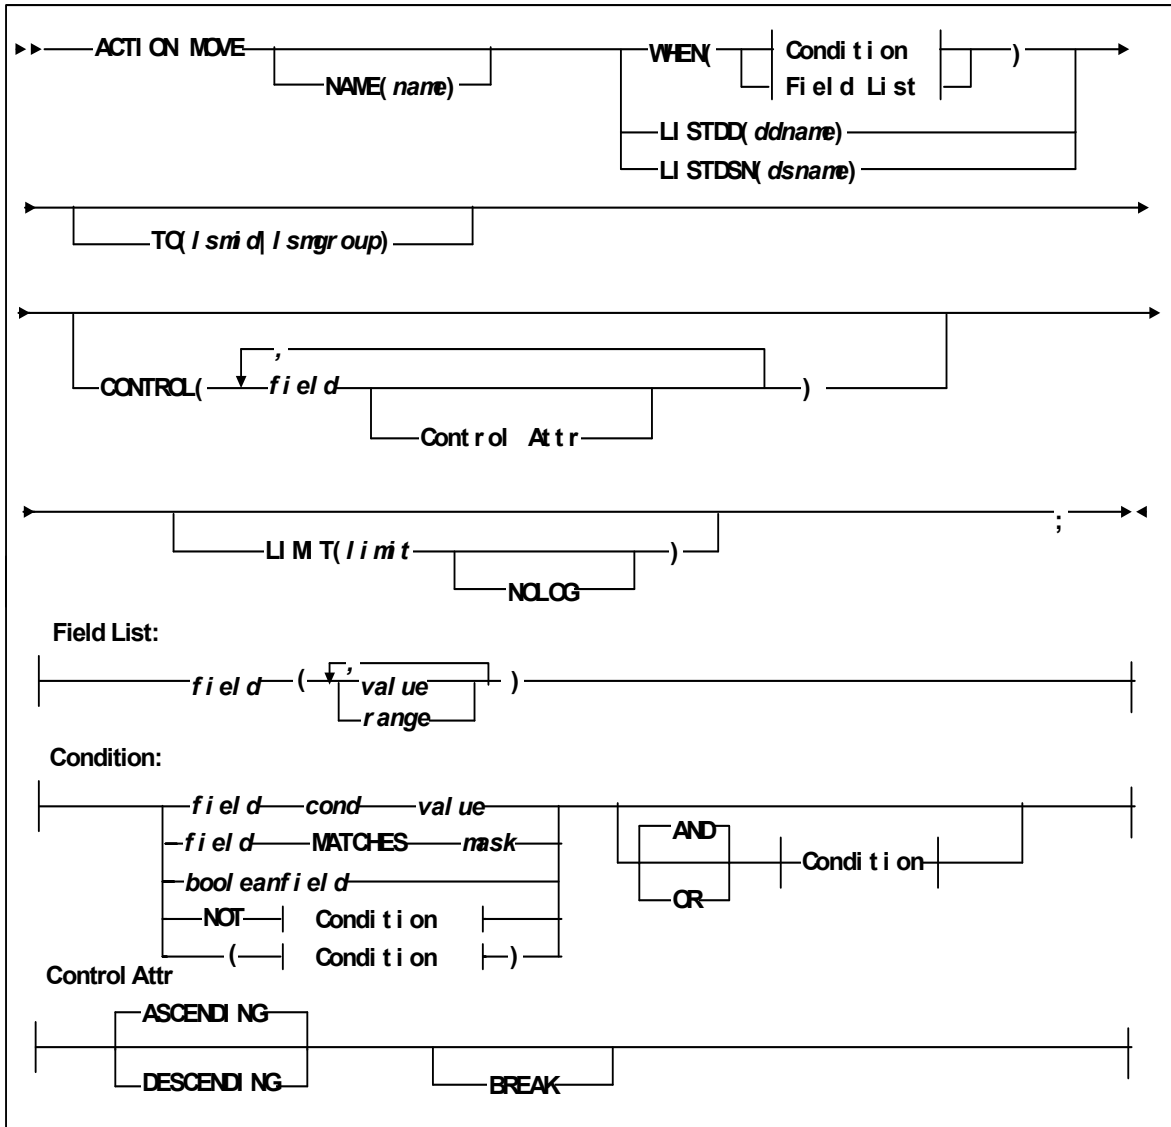 ACTION MOVE
NAME(name)
WHEN(
Condition
)
Field List
LISTDD(ddname)
LISTDSN(dsname)
TO(lsmid|lsmgroup)
,
CONTROL(
field
)
Control Attr
;
LIMIT(limit
)
NOLOG
Field List:
,
field
(
value
)
range
Condition:
field cond value
field MATCHES mask
booleanfield
NOT Condition
( Condition )
AND
Condition
OR
Control Attr
ASCENDING
DESCENDING
BREAK